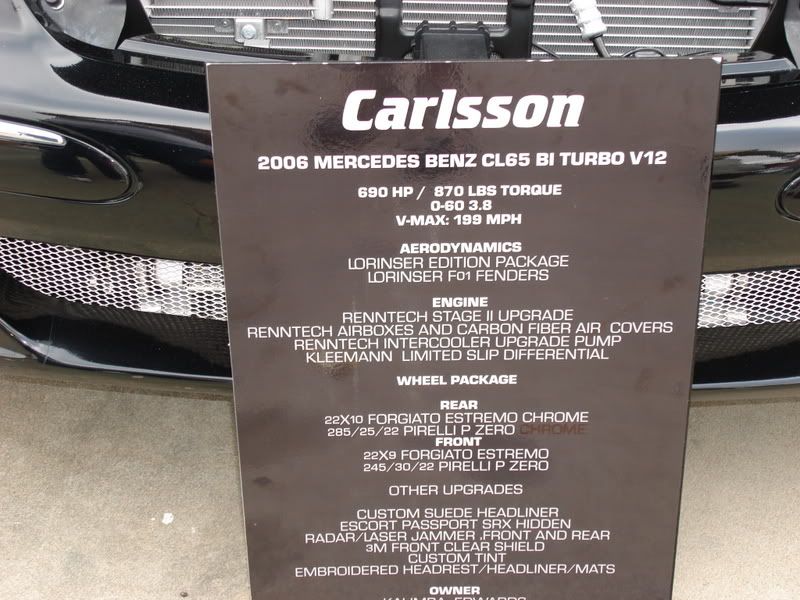 Carlsson
2006 MERCEDES BENZ CL65 BI TURBO V12
690 HP / 870 LBS TORQUE
0-60 3.8
V-MAX: 199 MPH
AERODYNAMICS
LORINSER EDITION PACKAGE
LORINSER F01 FENDERS
ENGINE
RENNTECH STAGE II UPGRADE
RENNTECH AIRBOXES AND CARBON FIBER AIR COVERS
RENNTECH INTERCOOLER UPGRADE PUMP
KLEEMANN LIMITED SLIP DIFFERENTIAL
WHEEL PACKAGE
REAR
22X10 FORGIATO ESTREMO CHROME
285/25/22 PIRELLI P ZERO CHROME
FRONT
22X9 FORGIATO ESTREMO
245/30/22 PIRELLI P ZERO
OTHER UPGRADES
CUSTOM SUEDE HEADLINER
ESCORT PASSPORT SRX HIDDEN
RADAR/LASER JAMMER ,FRONT AND REAR
3M FRONT CLEAR SHIELD
CUSTOM TINT
EMBROIDERED HEADREST/HEADLINER/MATS
OWNER